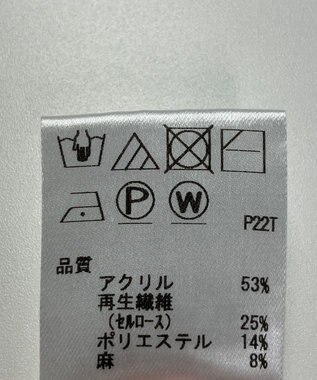 P W
P22T
品質
アクリル 53%
再生繊維
(セルロース) 25%
ポリエステル 14%
麻 8%